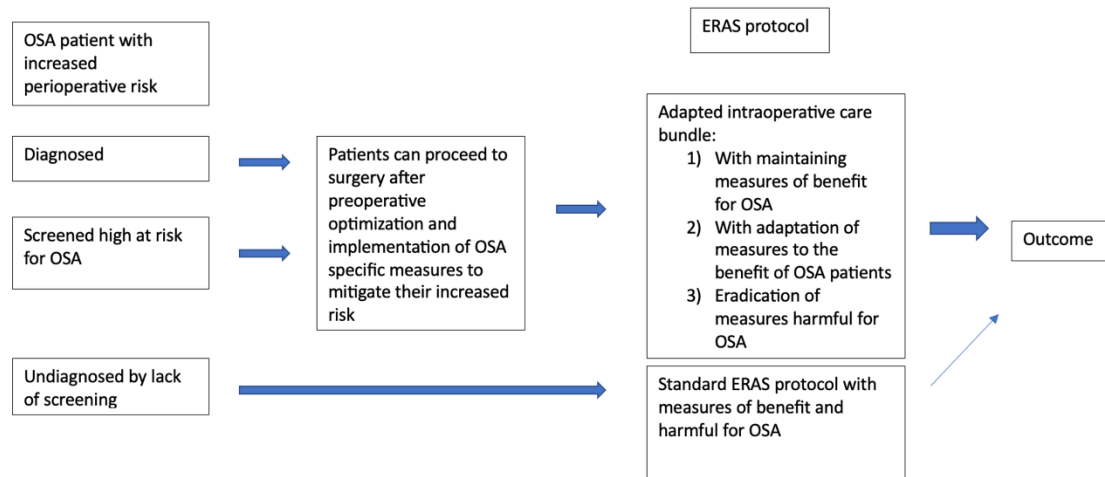 OSA patient with
increased
perioperative risk
ERAS protocol
Diagnosed
Screened high at risk
for OSA
Undiagnosed by lack
of screening
Patients can proceed to
surgery after
preoperative
optimization and
implementation of OSA
specific measures to
mitigate their increased
risk
Adapted intraoperative care
bundle:
1) With maintaining
measures of benefit
for OSA
2) With adaptation of
measures to the
benefit of OSA patients
3) Eradication of
measures harmful for
OSA
Standard ERAS protocol with
measures of benefit and
harmful for OSA
Outcome